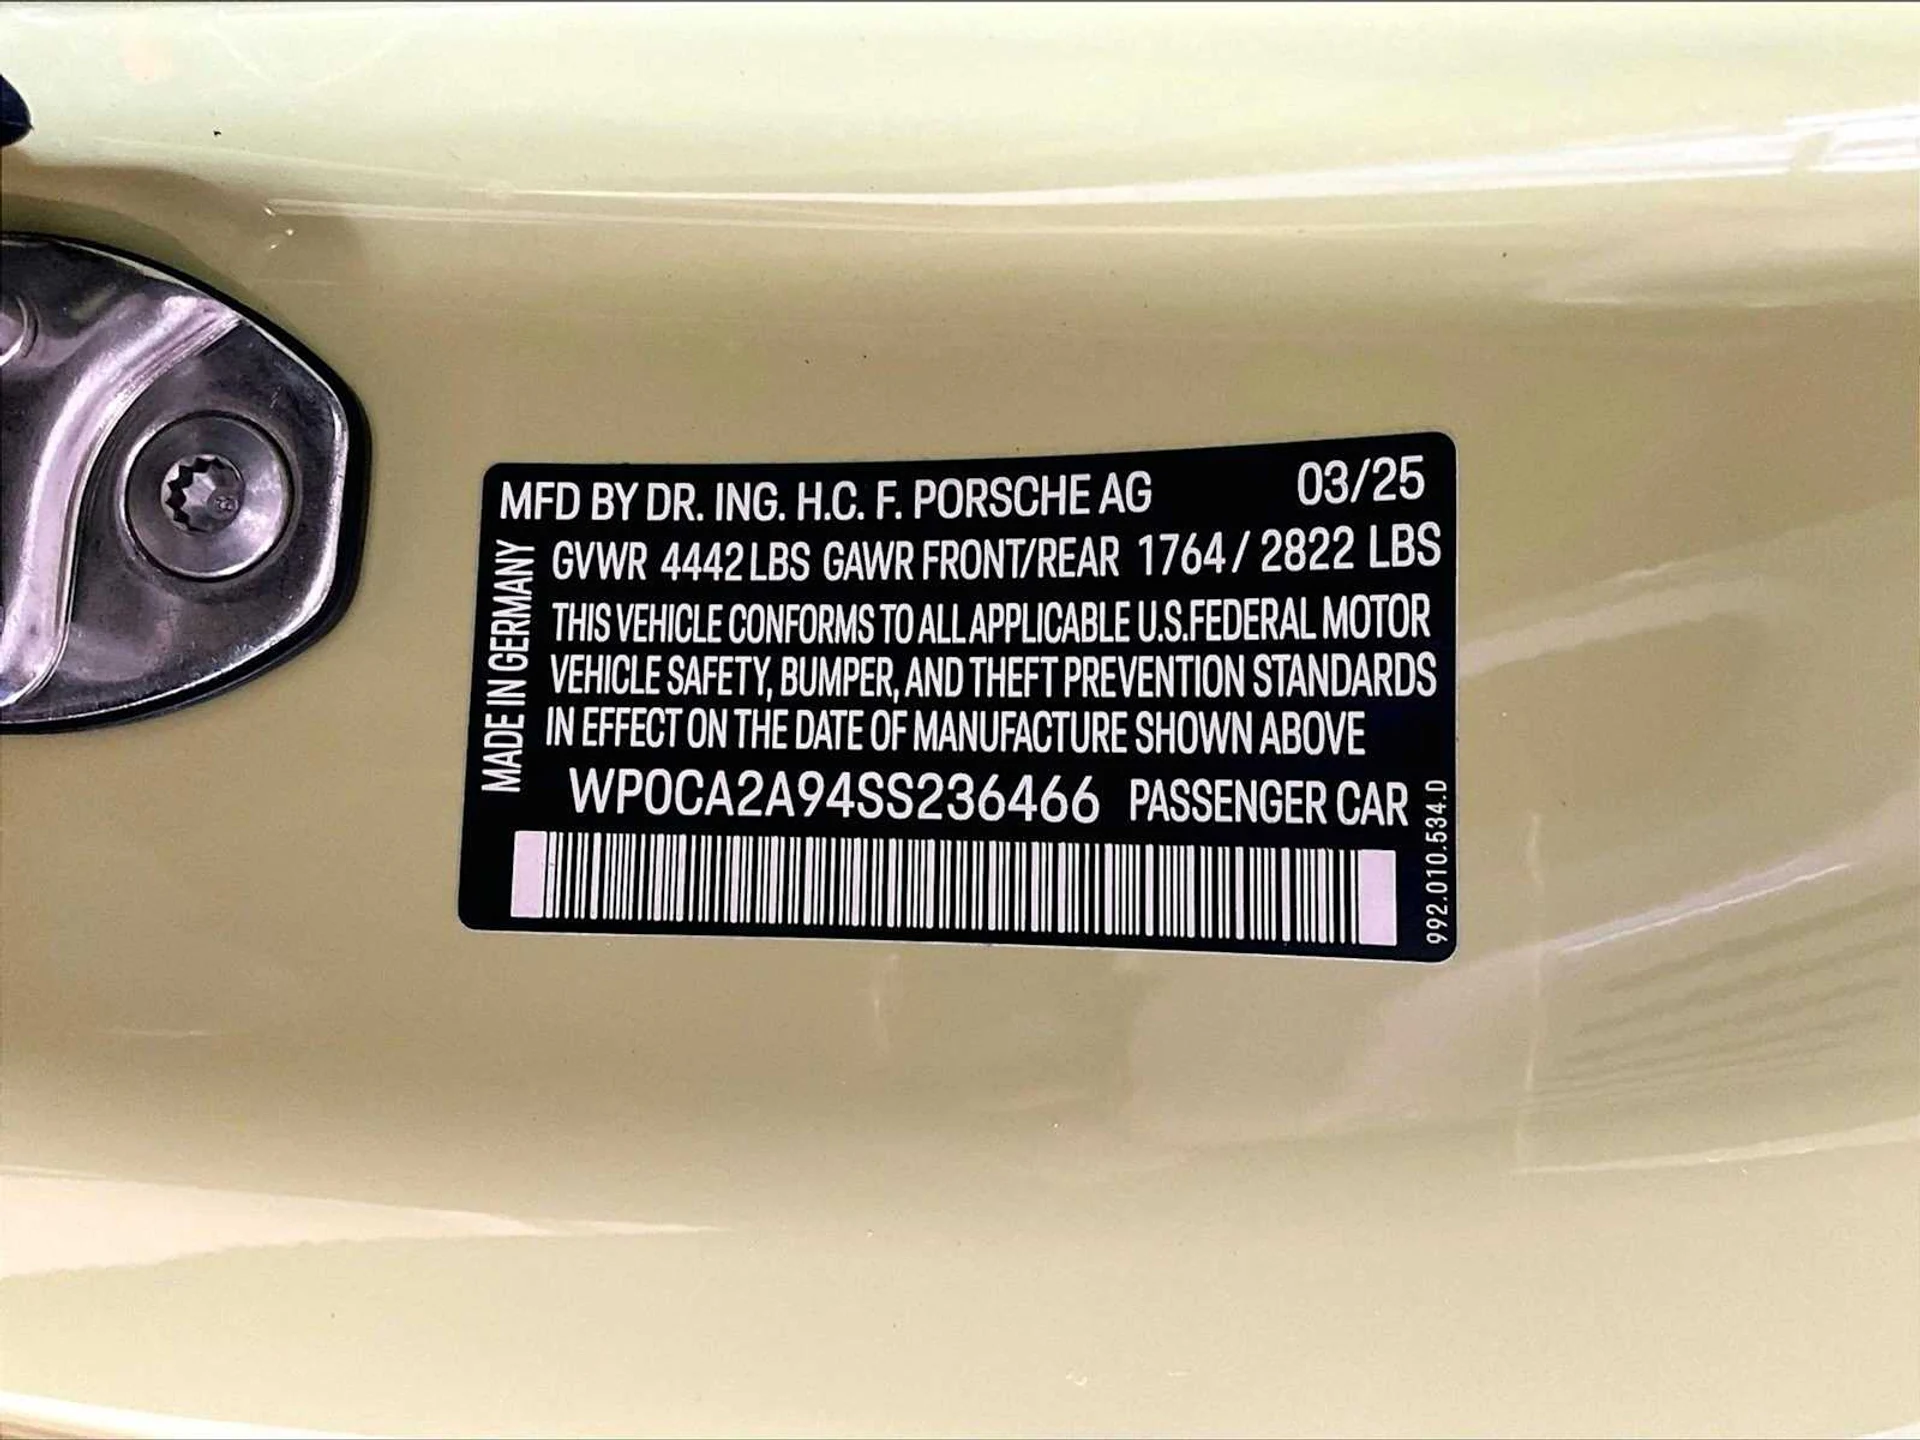 MFD BY DR. ING. H.C. F. PORSCHE AG 03/25
GVWR 4442 LBS GAWR FRONT/REAR 1764 / 2822 LBS
THIS VEHICLE CONFORMS TO ALL APPLICABLE U.S.FEDERAL MOTOR
VEHICLE SAFETY, BUMPER, AND THEFT PREVENTION STANDARDS
IN EFFECT ON THE DATE OF MANUFACTURE SHOWN ABOVE
WP0CA2A94SS236466 PASSENGER CAR
MADE IN GERMANY
992.010.534.D